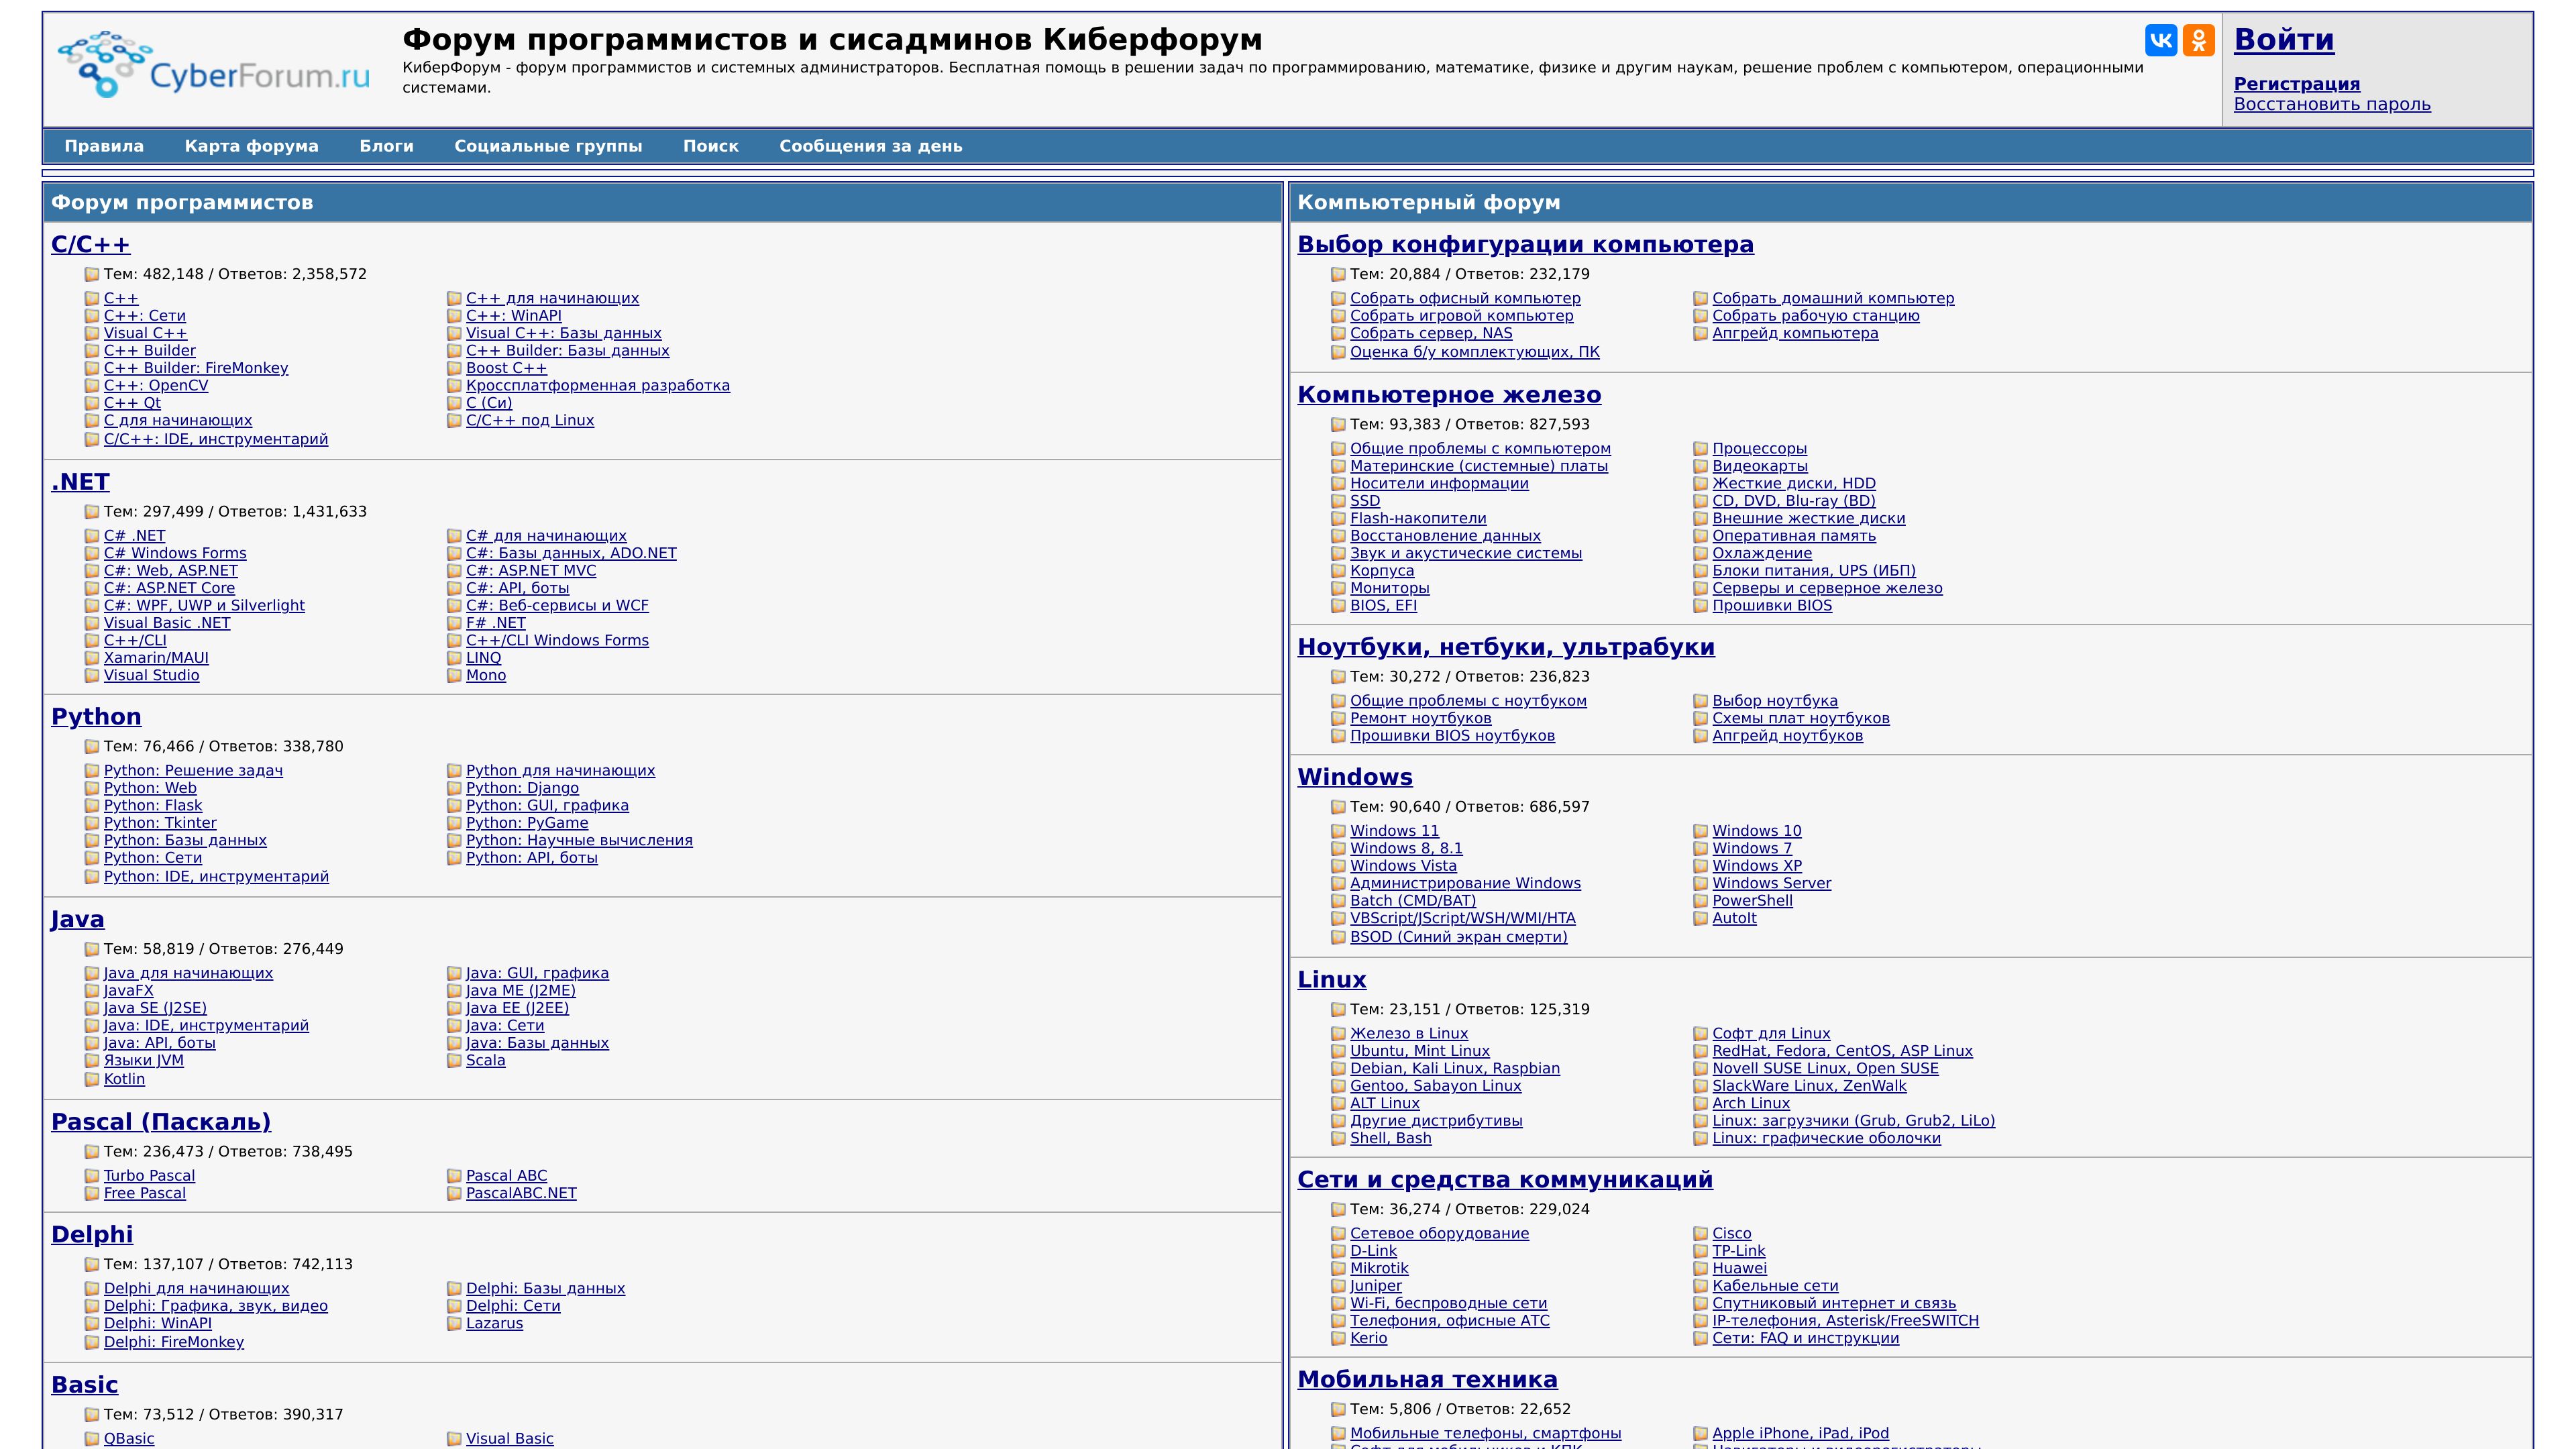 CyberForum.ru
Форум программистов и сисадминов Киберфорум
КиберФорум - форум программистов и системных администраторов. Бесплатная помощь в решении задач по программированию, математике, физике и другим наукам, решение проблем с компьютером, операционными
системами.
Войти
Регистрация
Восстановить пароль
Правила Карта форума Блоги Социальные группы Поиск Сообщения за день
Форум программистов
C/C++
Тем: 482,148 / Ответов: 2,358,572
C++ C++ для начинающих
C++: Сети C++: WinAPI
Visual C++ Visual C++: Базы данных
C++ Builder C++ Builder: Базы данных
C++ Builder: FireMonkey Boost C++
C++: OpenCV Кроссплатформенная разработка
C++ Qt C (Си)
C для начинающих C/C++ под Linux
C/C++: IDE, инструментарий
.NET
Тем: 297,499 / Ответов: 1,431,633
C# .NET C# для начинающих
C# Windows Forms C#: Базы данных, ADO.NET
C#: Web, ASP.NET C#: ASP.NET MVC
C#: ASP.NET Core C#: API, боты
C#: WPF, UWP и Silverlight C#: Веб-сервисы и WCF
Visual Basic .NET F# .NET
C++/CLI C++/CLI Windows Forms
Xamarin/MAUI LINQ
Visual Studio Mono
Python
Тем: 76,466 / Ответов: 338,780
Python: Решение задач Python для начинающих
Python: Web Python: Django
Python: Flask Python: GUI, графика
Python: Tkinter Python: PyGame
Python: Базы данных Python: Научные вычисления
Python: Сети Python: API, боты
Python: IDE, инструментарий
Java
Тем: 58,819 / Ответов: 276,449
Java для начинающих Java: GUI, графика
JavaFX Java ME (J2ME)
Java SE (J2SE) Java EE (J2EE)
Java: IDE, инструментарий Java: Сети
Java: API, боты Java: Базы данных
Языки JVM Scala
Kotlin
Pascal (Паскаль)
Тем: 236,473 / Ответов: 738,495
Turbo Pascal Pascal ABC
Free Pascal PascalABC.NET
Delphi
Тем: 137,107 / Ответов: 742,113
Delphi для начинающих Delphi: Базы данных
Delphi: Графика, звук, видео Delphi: Сети
Delphi: WinAPI Lazarus
Delphi: FireMonkey
Basic
Тем: 73,512 / Ответов: 390,317
QBasic Visual Basic
Компьютерный форум
Выбор конфигурации компьютера
Тем: 20,884 / Ответов: 232,179
Собрать офисный компьютер Собрать домашний компьютер
Собрать игровой компьютер Собрать рабочую станцию
Собрать сервер, NAS Апгрейд компьютера
Оценка б/у комплектующих, ПК
Компьютерное железо
Тем: 93,383 / Ответов: 827,593
Общие проблемы с компьютером Процессоры
Материнские (системные) платы Видеокарты
Носители информации Жесткие диски, HDD
SSD CD, DVD, Blu-ray (BD)
Flash-накопители Внешние жесткие диски
Восстановление данных Оперативная память
Звук и акустические системы Охлаждение
Корпуса Блоки питания, UPS (ИБП)
Мониторы Серверы и серверное железо
BIOS, EFI Прошивки BIOS
Ноутбуки, нетбуки, ультрабуки
Тем: 30,272 / Ответов: 236,823
Общие проблемы с ноутбуком Выбор ноутбука
Ремонт ноутбуков Схемы плат ноутбуков
Прошивки BIOS ноутбуков Апгрейд ноутбуков
Windows
Тем: 90,640 / Ответов: 686,597
Windows 11 Windows 10
Windows 8, 8.1 Windows 7
Windows Vista Windows XP
Администрирование Windows Windows Server
Batch (CMD/BAT) PowerShell
VBScript/JScript/WSH/WMI/HTA AutoIt
BSOD (Синий экран смерти)
Linux
Тем: 23,151 / Ответов: 125,319
Железо в Linux Софт для Linux
Ubuntu, Mint Linux RedHat, Fedora, CentOS, ASP Linux
Debian, Kali Linux, Raspbian Novell SUSE Linux, Open SUSE
Gentoo, Sabayon Linux SlackWare Linux, ZenWalk
ALT Linux Arch Linux
Другие дистрибутивы Linux: загрузчики (Grub, Grub2, LiLo)
Shell, Bash Linux: графические оболочки
Сети и средства коммуникаций
Тем: 36,274 / Ответов: 229,024
Сетевое оборудование Cisco
D-Link TP-Link
Mikrotik Huawei
Juniper Кабельные сети
Wi-Fi, беспроводные сети Спутниковый интернет и связь
Телефония, офисные АТС IP-телефония, Asterisk/FreeSWITCH
Kerio Сети: FAQ и инструкции
Мобильная техника
Тем: 5,806 / Ответов: 22,652
Мобильные телефоны, смартфоны Apple iPhone, iPad, iPod